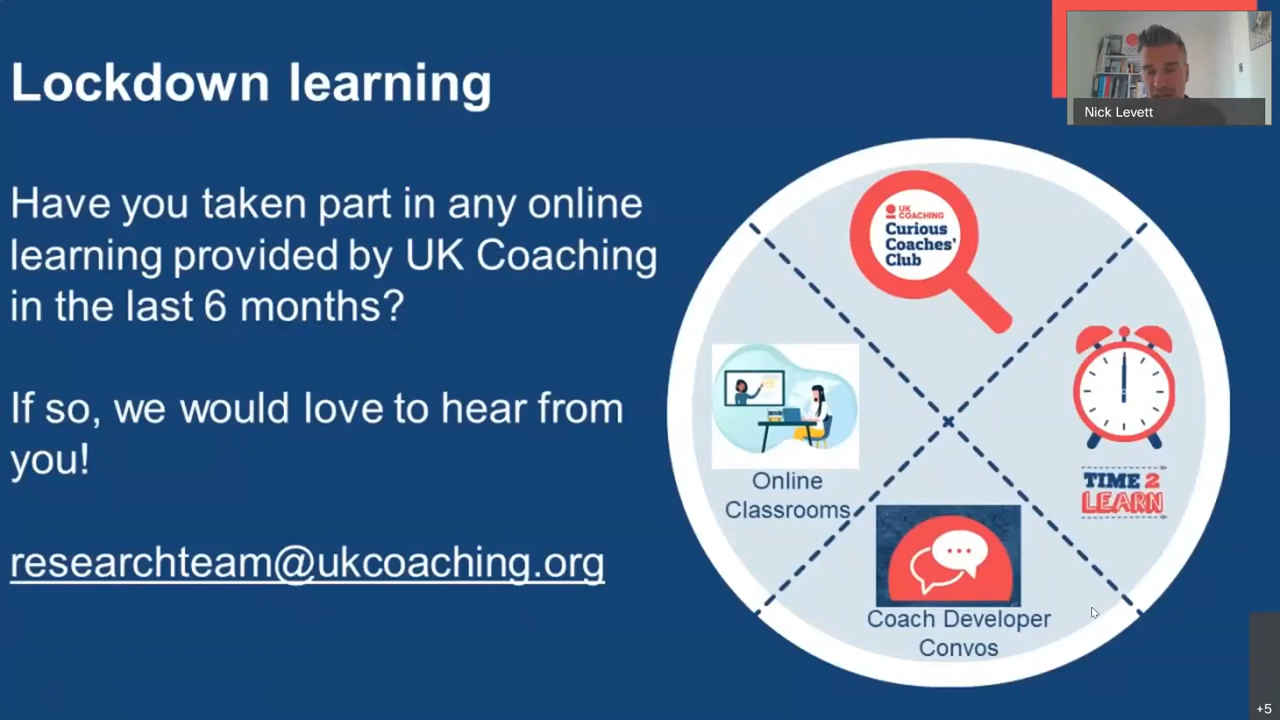 Lockdown learning
Nick Levett
Have you taken part in any online
learning provided by UK Coaching
in the last 6 months?
If so, we would love to hear from
you!
researchteam@ukcoaching.org
UK
COACHING
Curious
Coaches'
Club
Online
Classrooms
TIME 2
LEARN
Coach Developer
Convos
+5